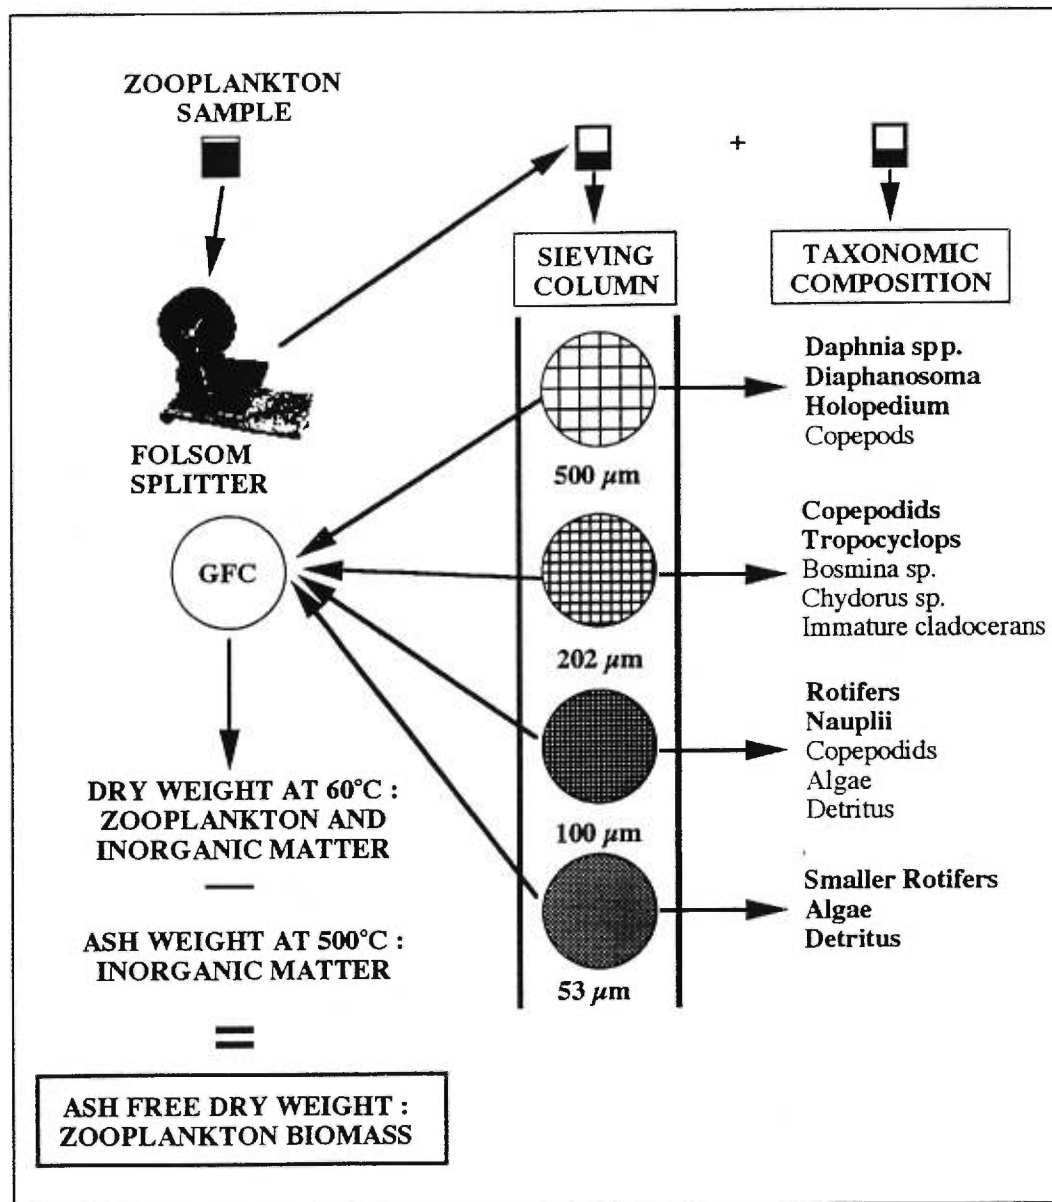 ZOOPLANKTON
SAMPLE
+
SIEVING
COLUMN
TAXONOMIC
COMPOSITION
FOLSOM
SPLITTER
GFC
500 µm
202 µm
100 µm
53 µm
Daphnia spp.
Diaphanosoma
Holopedium
Copepods
Copepodids
Tropocyclops
Bosmina sp.
Chydorus sp.
Immature cladocerans
Rotifers
Nauplii
Copepodids
Algae
Detritus
Smaller Rotifers
Algae
Detritus
DRY WEIGHT AT 60°C :
ZOOPLANKTON AND
INORGANIC MATTER
—
ASH WEIGHT AT 500°C :
INORGANIC MATTER
=
ASH FREE DRY WEIGHT :
ZOOPLANKTON BIOMASS